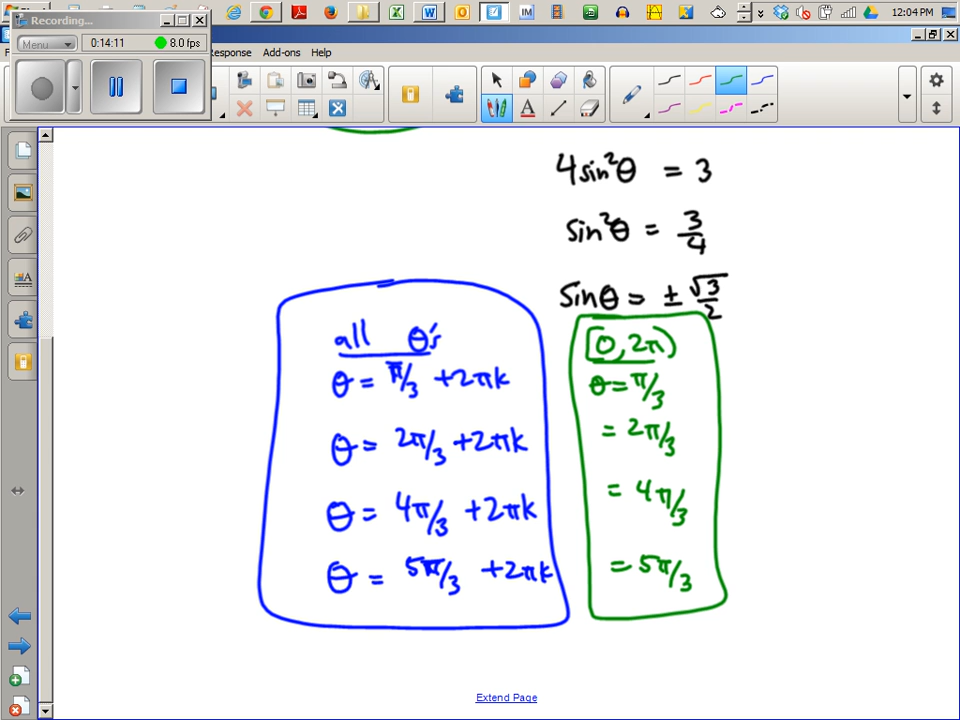 Recording...
Menu
0:14:11
8.0 fps
12:04 PM
Response
Add-ons
Help
4sin²θ = 3
sin²θ = 3/4
sinθ = ± √3/2
all θ's
θ = π/3 + 2πk
θ = 2π/3 + 2πk
θ = 4π/3 + 2πk
θ = 5π/3 + 2πk
[0, 2π)
θ = π/3
= 2π/3
= 4π/3
= 5π/3
Extend Page